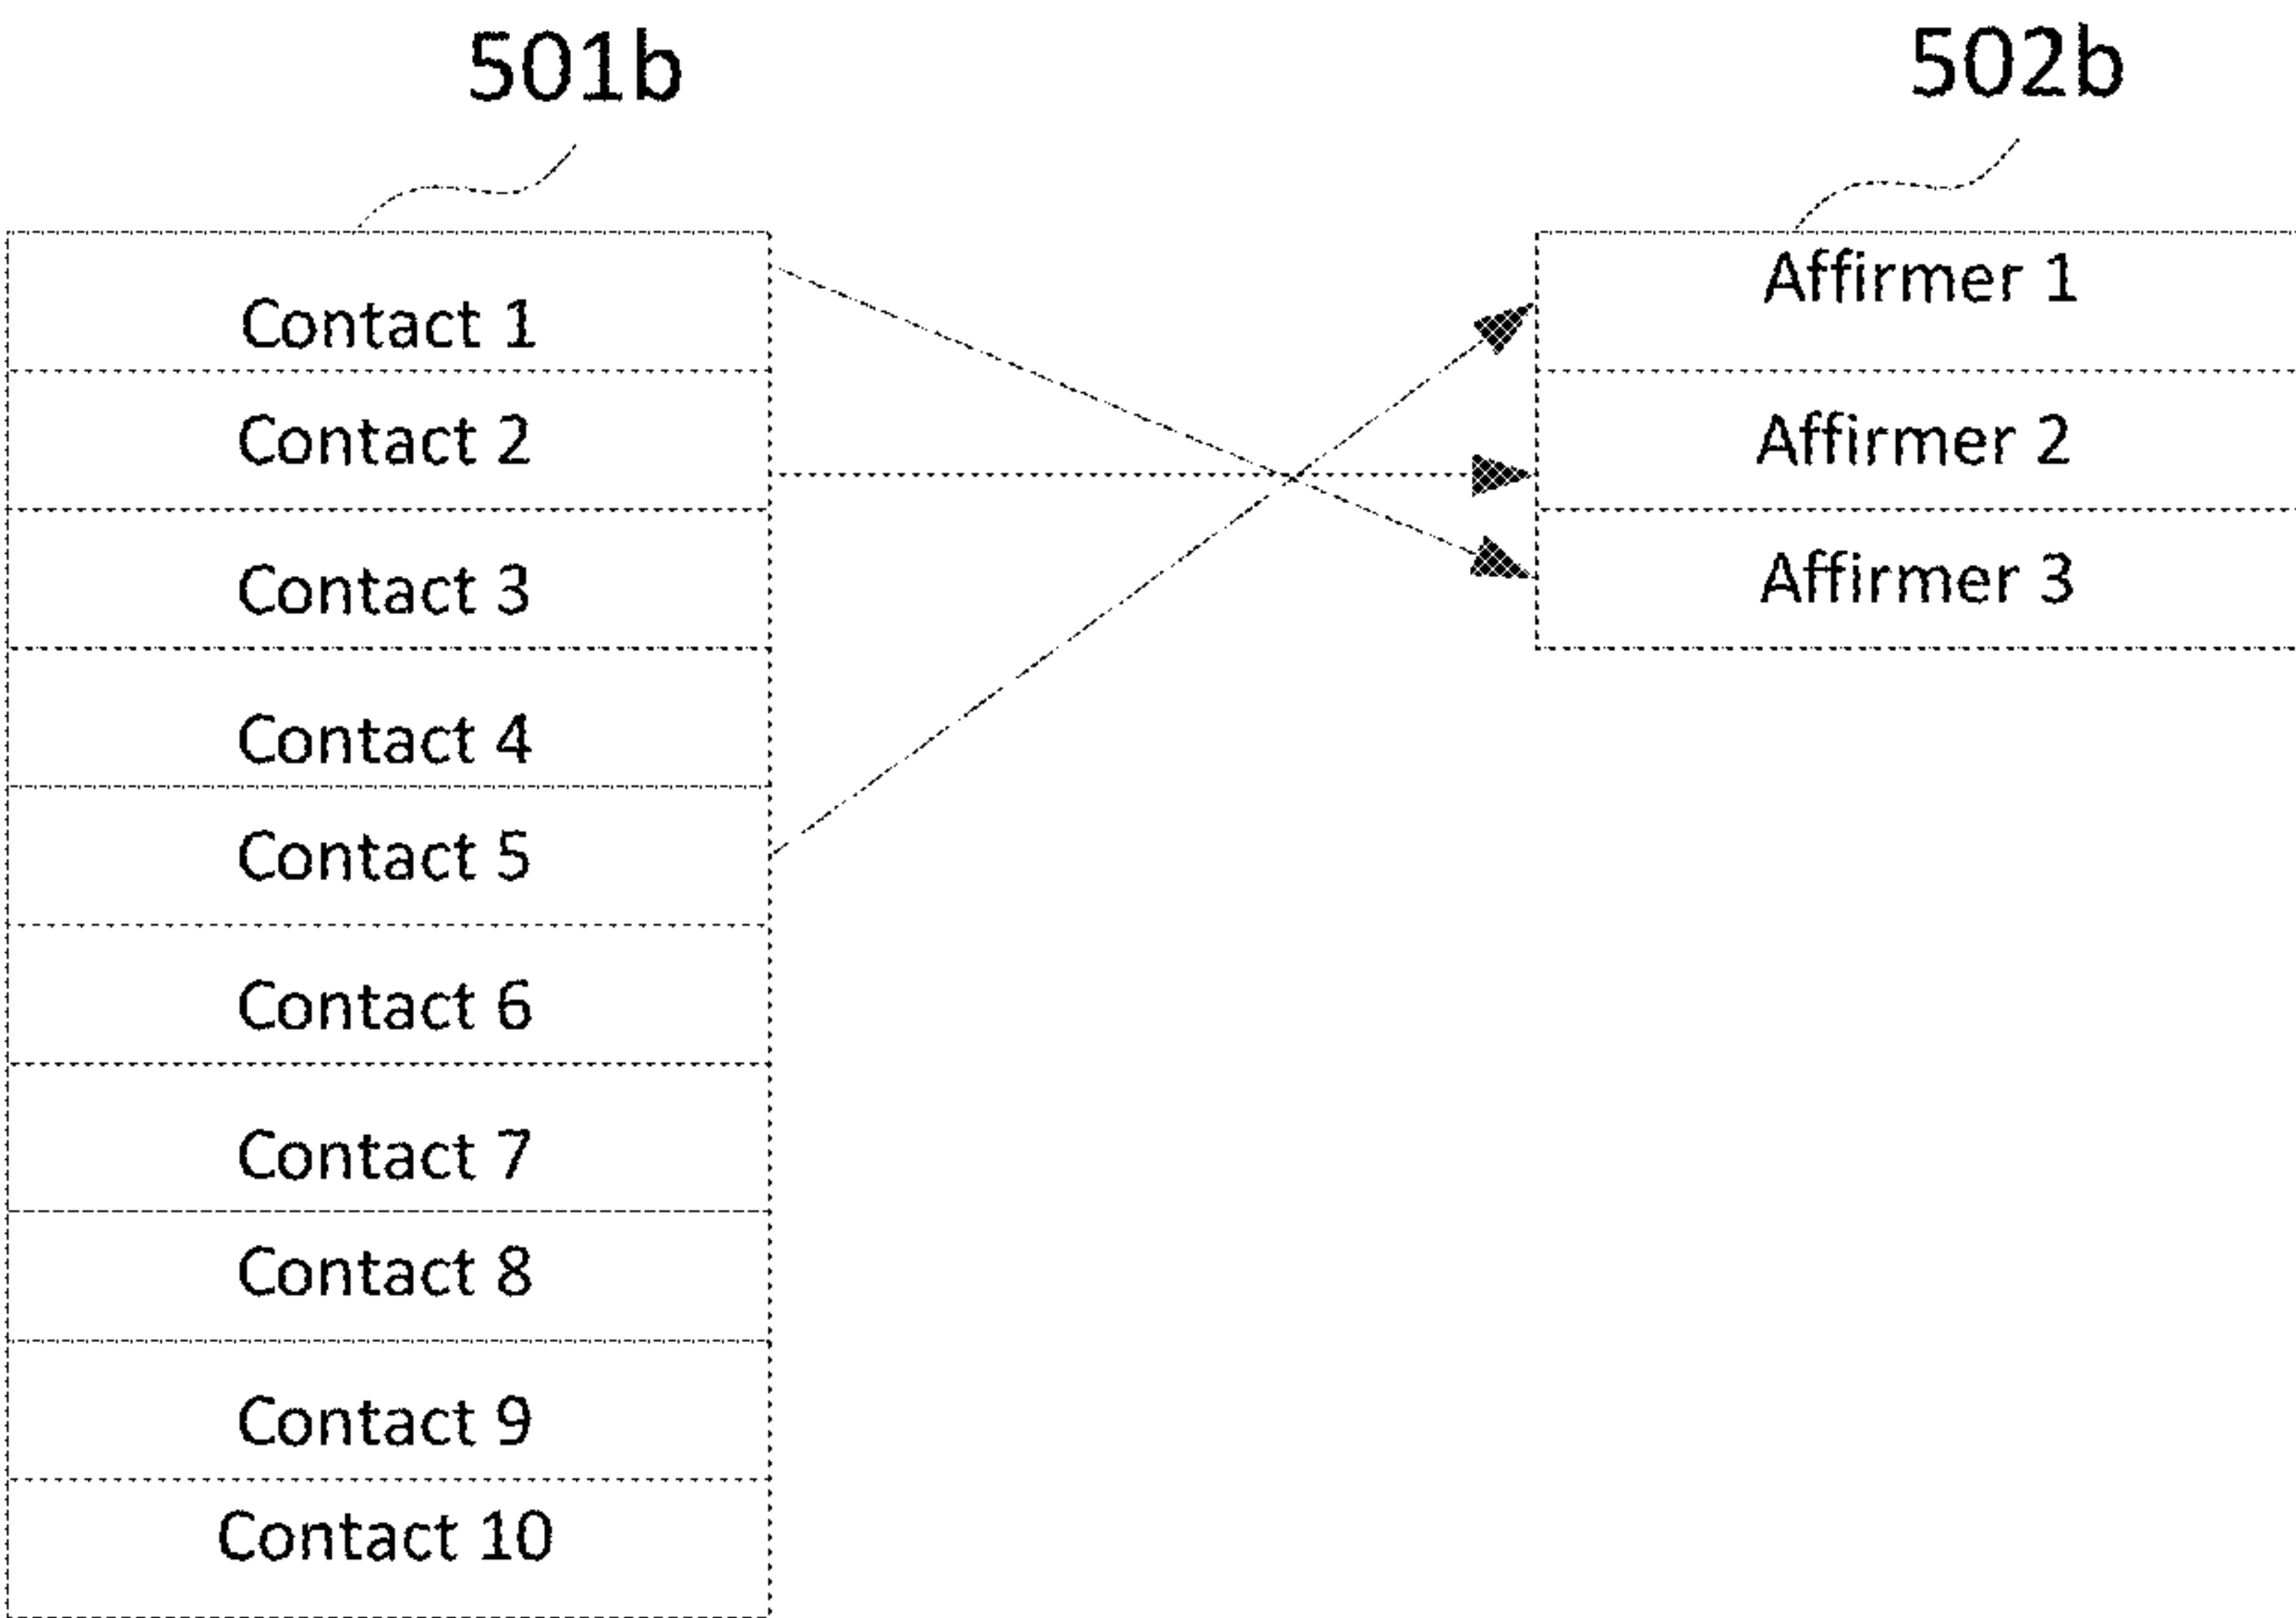 501b
502b
Contact 1
Contact 2
Contact 3
Contact 4
Contact 5
Contact 6
Contact 7
Contact 8
Contact 9
Contact 10
Affirmer 1
Affirmer 2
Affirmer 3